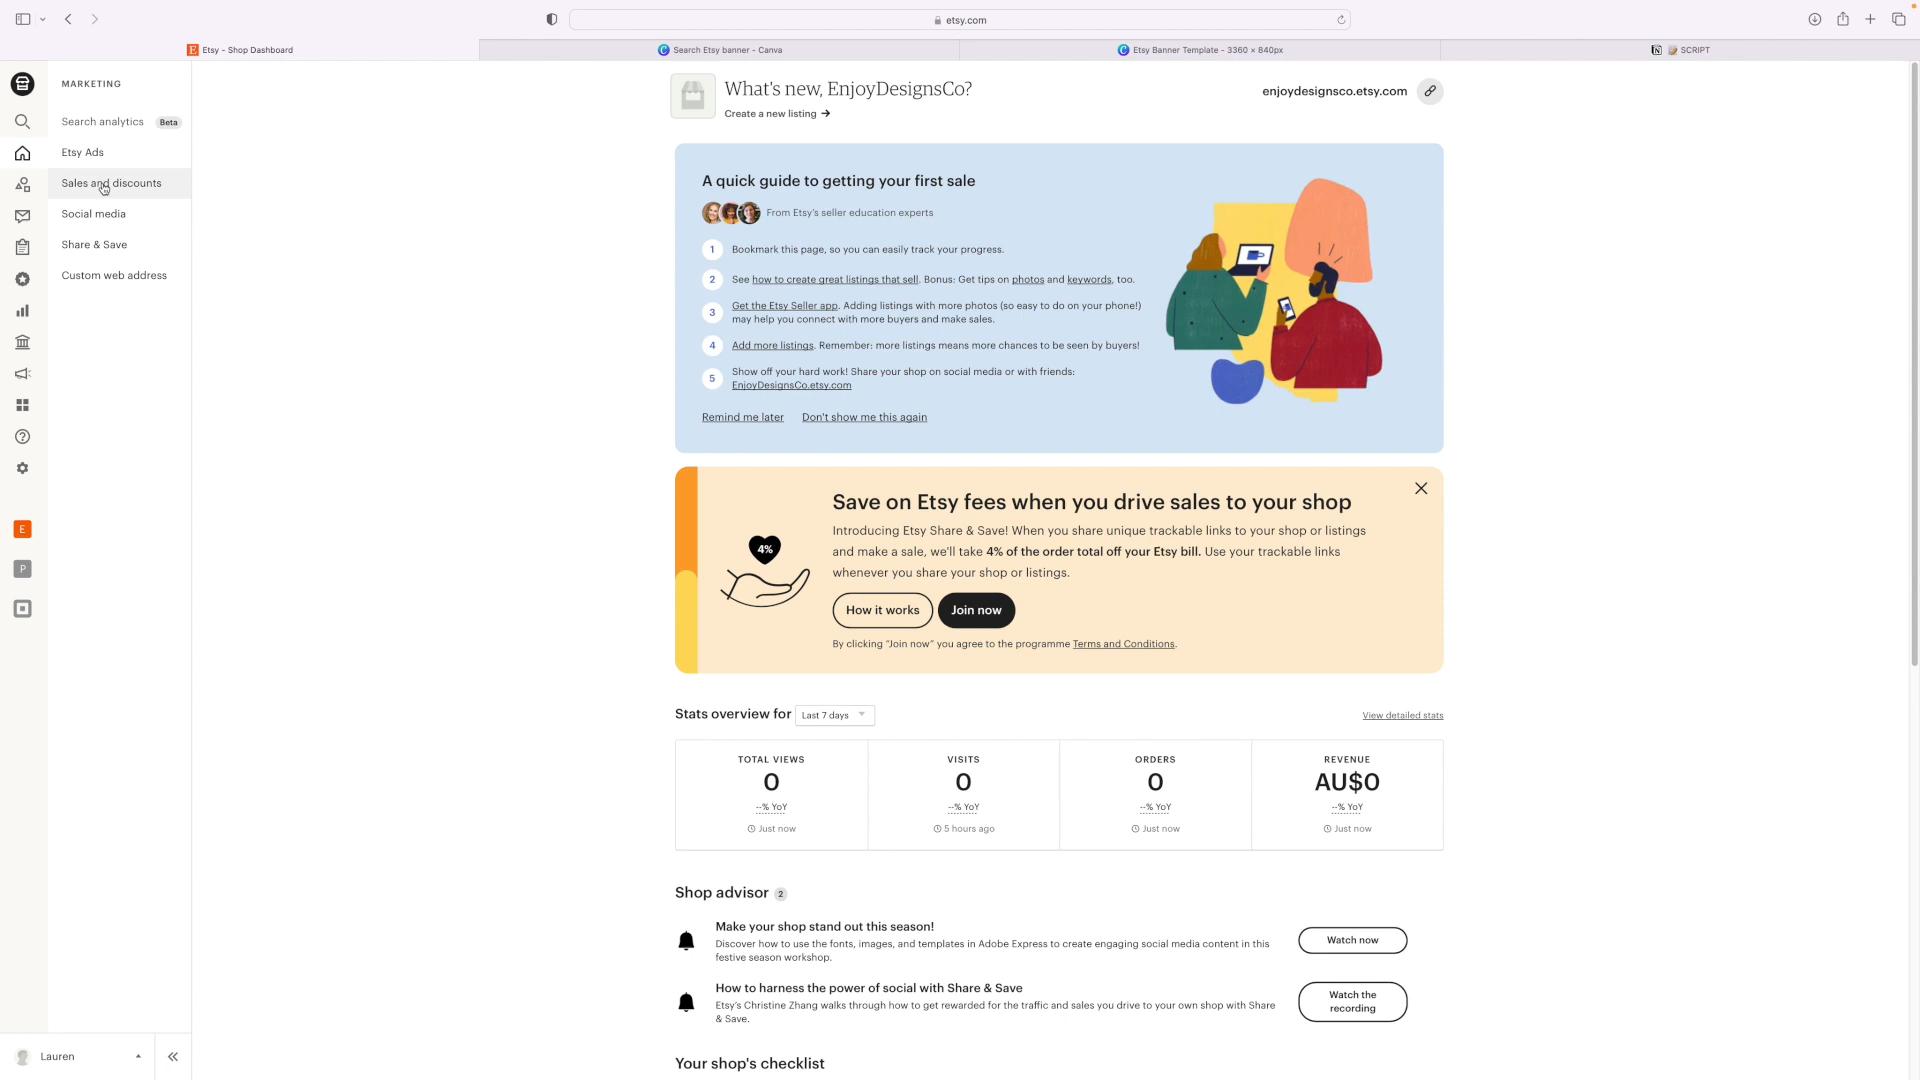 etsy.com
Etsy - Shop Dashboard
Search Etsy banner - Canva
Etsy Banner Template - 3360 × 840px
SCRIPT
MARKETING
Search analytics Beta
Etsy Ads
Sales and discounts
Social media
Share & Save
Custom web address
E
P
Lauren
What's new, EnjoyDesignsCo?
Create a new listing →
enjoydesignsco.etsy.com
A quick guide to getting your first sale
From Etsy's seller education experts
1 Bookmark this page, so you can easily track your progress.
2 See how to create great listings that sell. Bonus: Get tips on photos and keywords, too.
3 Get the Etsy Seller app. Adding listings with more photos (so easy to do on your phone!)
may help you connect with more buyers and make sales.
4 Add more listings. Remember: more listings means more chances to be seen by buyers!
5 Show off your hard work! Share your shop on social media or with friends:
EnjoyDesignsCo.etsy.com
Remind me later Don't show me this again
4%
Save on Etsy fees when you drive sales to your shop
Introducing Etsy Share & Save! When you share unique trackable links to your shop or listings
and make a sale, we'll take 4% of the order total off your Etsy bill. Use your trackable links
whenever you share your shop or listings.
How it works Join now
By clicking "Join now" you agree to the programme Terms and Conditions.
Stats overview for Last 7 days View detailed stats
TOTAL VIEWS VISITS ORDERS REVENUE
0 0 0 AU$0
--% YoY --% YoY --% YoY --% YoY
Just now 5 hours ago Just now Just now
Shop advisor 2
Make your shop stand out this season!
Discover how to use the fonts, images, and templates in Adobe Express to create engaging social media content in this
festive season workshop.
Watch now
How to harness the power of social with Share & Save
Etsy's Christine Zhang walks through how to get rewarded for the traffic and sales you drive to your own shop with Share
& Save.
Watch the
recording
Your shop's checklist